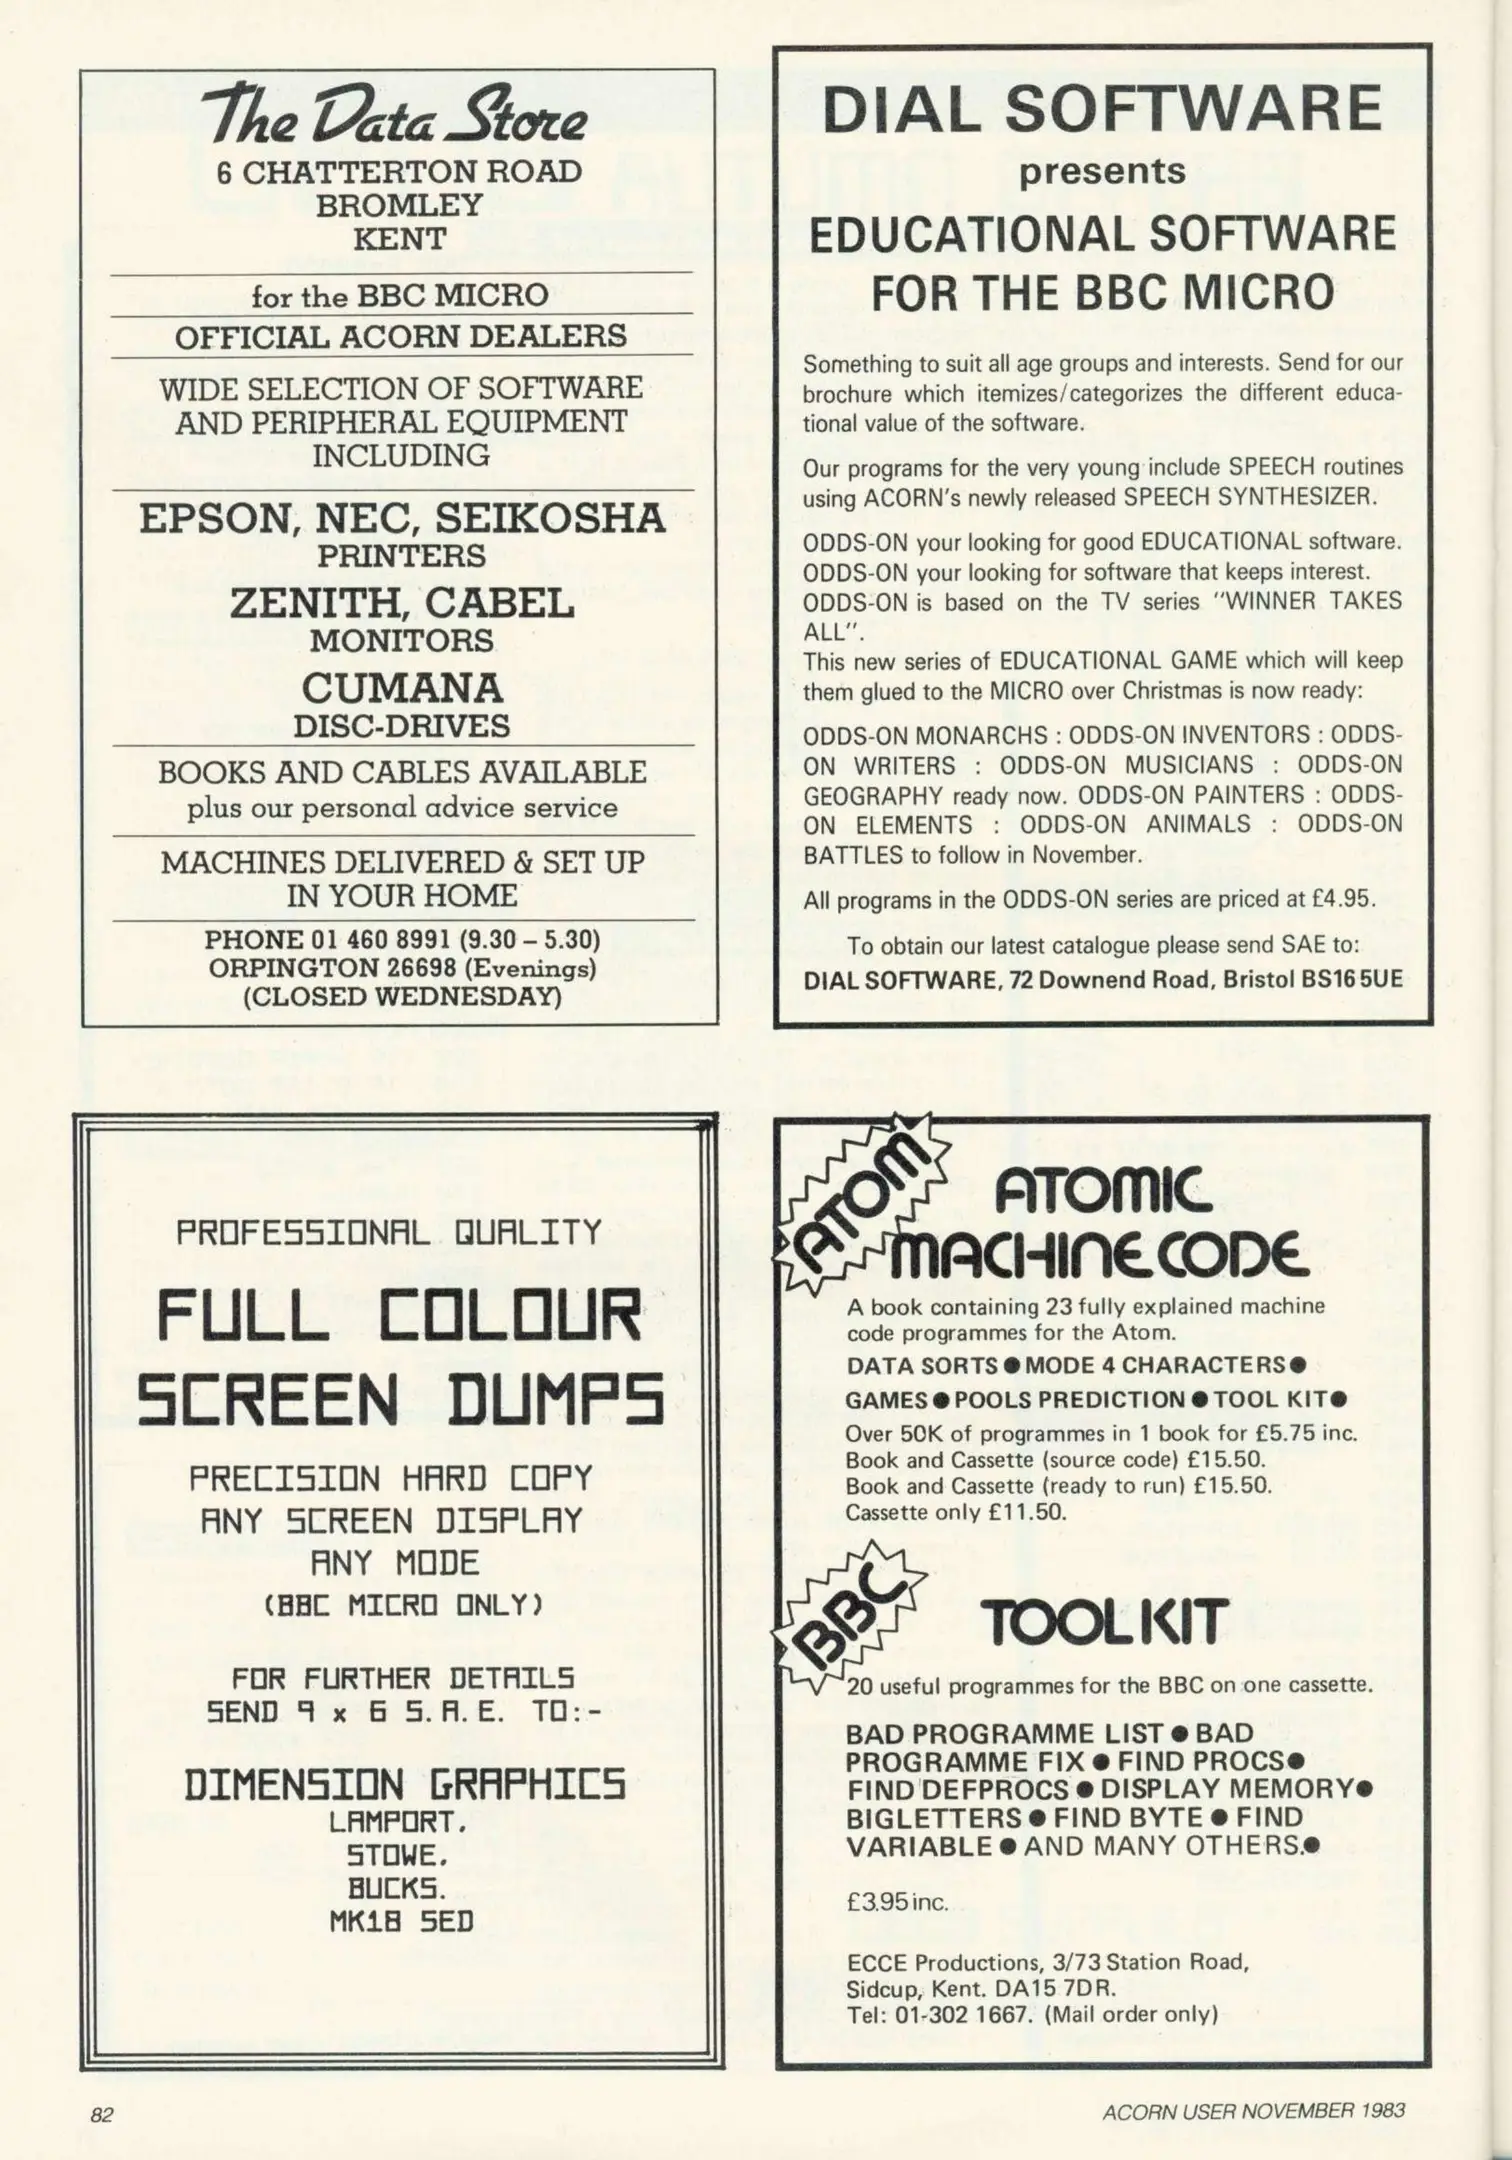 The Data Store
6 CHATTERTON ROAD
BROMLEY
KENT
for the BBC MICRO
OFFICIAL ACORN DEALERS
WIDE SELECTION OF SOFTWARE
AND PERIPHERAL EQUIPMENT
INCLUDING
EPSON, NEC, SEIKOSHA
PRINTERS
ZENITH, CABEL
MONITORS
CUMANA
DISC-DRIVES
BOOKS AND CABLES AVAILABLE
plus our personal advice service
MACHINES DELIVERED & SET UP
IN YOUR HOME
PHONE 01 460 8991 (9.30 – 5.30)
ORPINGTON 26698 (Evenings)
(CLOSED WEDNESDAY)
DIAL SOFTWARE
presents
EDUCATIONAL SOFTWARE
FOR THE BBC MICRO
Something to suit all age groups and interests. Send for our
brochure which itemizes/categorizes the different educa-
tional value of the software.
Our programs for the very young include SPEECH routines
using ACORN's newly released SPEECH SYNTHESIZER.
ODDS-ON your looking for good EDUCATIONAL software.
ODDS-ON your looking for software that keeps interest.
ODDS-ON is based on the TV series "WINNER TAKES
ALL".
This new series of EDUCATIONAL GAME which will keep
them glued to the MICRO over Christmas is now ready:
ODDS-ON MONARCHS : ODDS-ON INVENTORS : ODDS-
ON WRITERS : ODDS-ON MUSICIANS : ODDS-ON
GEOGRAPHY ready now. ODDS-ON PAINTERS : ODDS-
ON ELEMENTS : ODDS-ON ANIMALS : ODDS-ON
BATTLES to follow in November.
All programs in the ODDS-ON series are priced at £4.95.
To obtain our latest catalogue please send SAE to:
DIAL SOFTWARE, 72 Downend Road, Bristol BS16 5UE
PROFESSIONAL QUALITY
FULL COLOUR
SCREEN DUMPS
PRECISION HARD COPY
ANY SCREEN DISPLAY
ANY MODE
(BBC MICRO ONLY)
FOR FURTHER DETAILS
SEND 9 x 6 S.A.E. TO:-
DIMENSION GRAPHICS
LAMPORT,
STOWE,
BUCKS.
MK18 5ED
ATOM
ATOMIC
MACHINE CODE
A book containing 23 fully explained machine
code programmes for the Atom.
DATA SORTS ● MODE 4 CHARACTERS ●
GAMES ● POOLS PREDICTION ● TOOL KIT ●
Over 50K of programmes in 1 book for £5.75 inc.
Book and Cassette (source code) £15.50.
Book and Cassette (ready to run) £15.50.
Cassette only £11.50.
BBC
TOOL KIT
20 useful programmes for the BBC on one cassette.
BAD PROGRAMME LIST ● BAD
PROGRAMME FIX ● FIND PROCS ●
FIND DEFPROCS ● DISPLAY MEMORY ●
BIGLETTERS ● FIND BYTE ● FIND
VARIABLE ● AND MANY OTHERS. ●
£3.95 inc.
ECCE Productions, 3/73 Station Road,
Sidcup, Kent. DA15 7DR.
Tel: 01-302 1667. (Mail order only)
82
ACORN USER NOVEMBER 1983